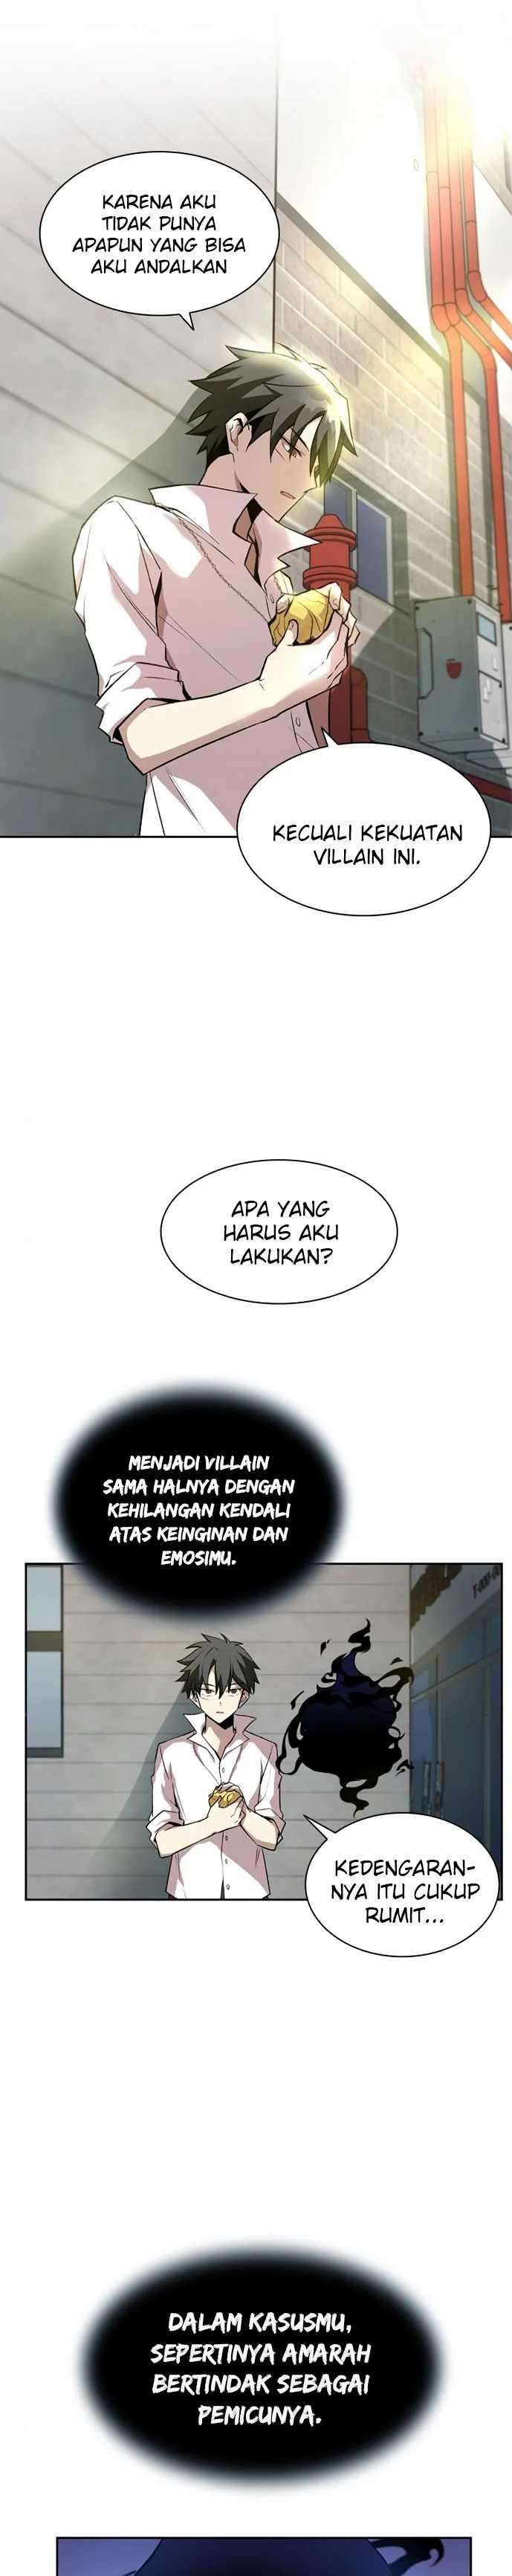 KARENA AKU
TIDAK PUNYA
APAPUN YANG BISA
AKU ANDALKAN
KECUALI KEKUATAN
VILLAIN INI.
APA YANG
HARUS AKU
LAKUKAN?
MENJADI VILLAIN
SAMA HALNYA DENGAN
KEHILANGAN KENDALI
ATAS KEINGINAN DAN
EMOSIMU.
KEDENGARAN-
NYA ITU CUKUP
RUMIT...
DALAM KASUSMU,
SEPERTINYA AMARAH
BERTINDAK SEBAGAI
PEMICUNYA.